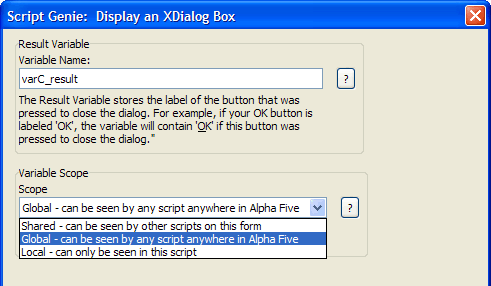 Script Genie:  Display an XDialog Box
Result Variable
Variable Name:
varC_result
?
The Result Variable stores the label of the button that was
pressed to close the dialog. For example, if your OK button is
labeled 'OK', the variable will contain 'OK' if this button was
pressed to close the dialog."
Variable Scope
Scope
Global - can be seen by any script anywhere in Alpha Five
?
Shared - can be seen by other scripts on this form
Global - can be seen by any script anywhere in Alpha Five
Local - can only be seen in this script